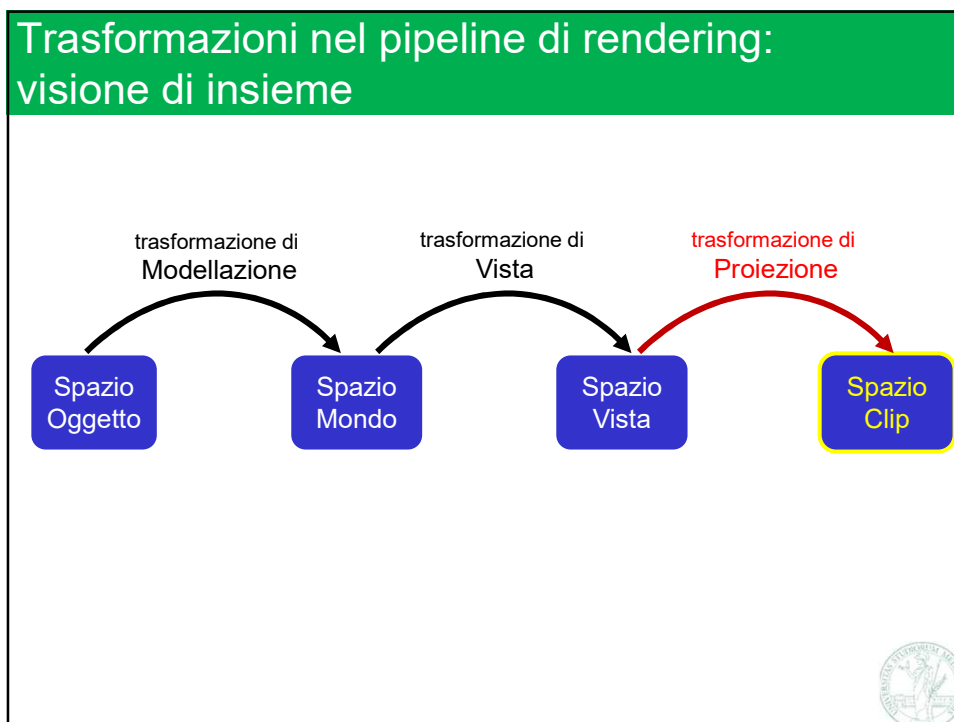 Trasformazioni nel pipeline di rendering:
visione di insieme
trasformazione di
Modellazione
trasformazione di
Vista
trasformazione di
Proiezione
Spazio
Oggetto
Spazio
Mondo
Spazio
Vista
Spazio
Clip